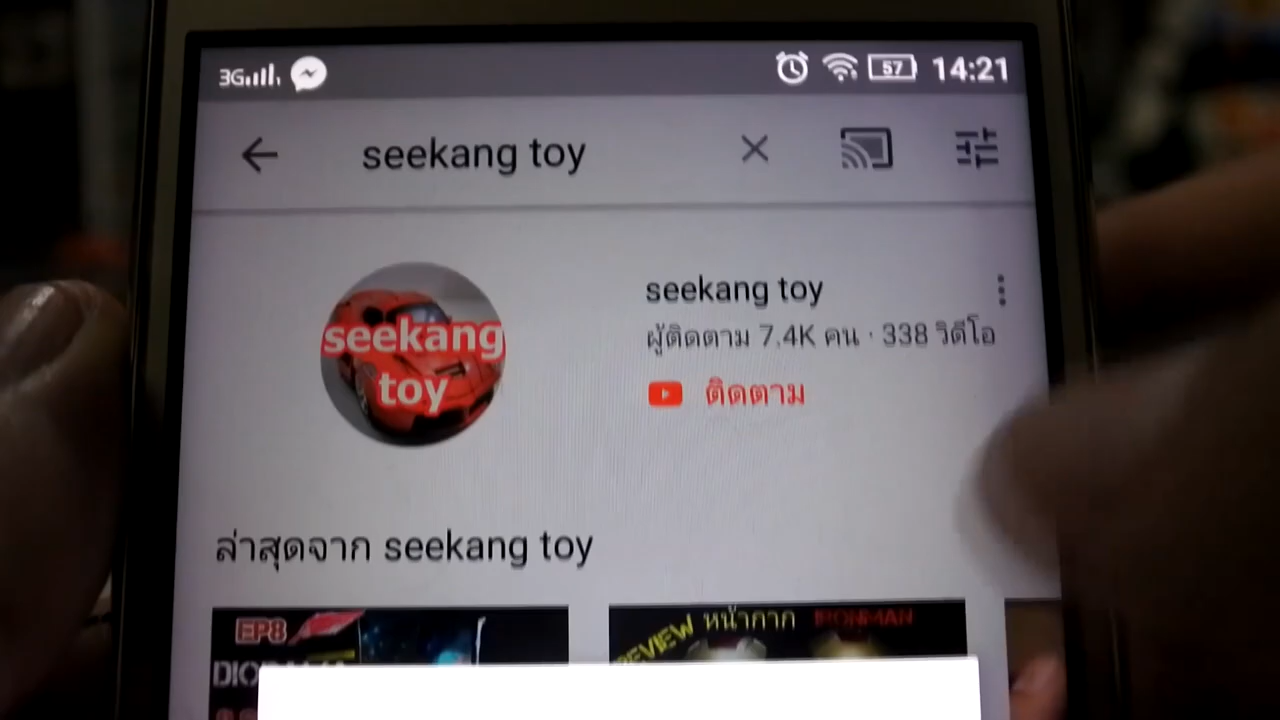 3G 57 14:21
seekang toy
seekang
toy
seekang toy
ผู้ติดตาม 7.4K คน · 338 วิดีโอ
ติดตาม
ล่าสุดจาก seekang toy
EP8
REVIEW หน้ากาก IRONMAN